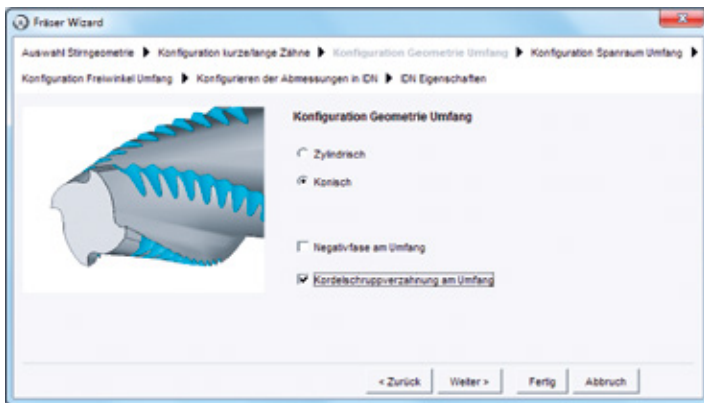 Fräser Wizard
Auswahl Stirngeometrie ▶ Konfiguration kurze/lange Zähne ▶ Konfiguration Geometrie Umfang ▶ Konfiguration Spanraum Umfang ▶
Konfiguration Freiwinkel Umfang ▶ Konfigurieren der Abmessungen in IDN ▶ IDN Eigenschaften
Konfiguration Geometrie Umfang
Zylindrisch
Konisch
Negativfase am Umfang
Kordelschruppverzahnung am Umfang
< Zurück Weiter > Fertig Abbruch